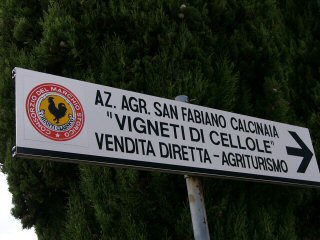 CONSORZIO DEL MARCHIO STORICO
AZ. AGR. SAN FABIANO CALCINAIA
"VIGNETI DI CELLOLE"
VENDITA DIRETTA - AGRITURISMO